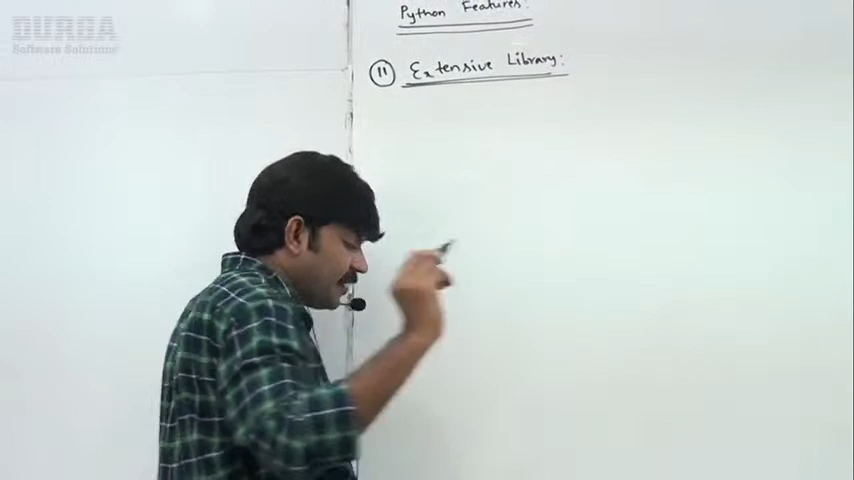 DURGA
Software Solutions
Python Features
11 Extensive Library: